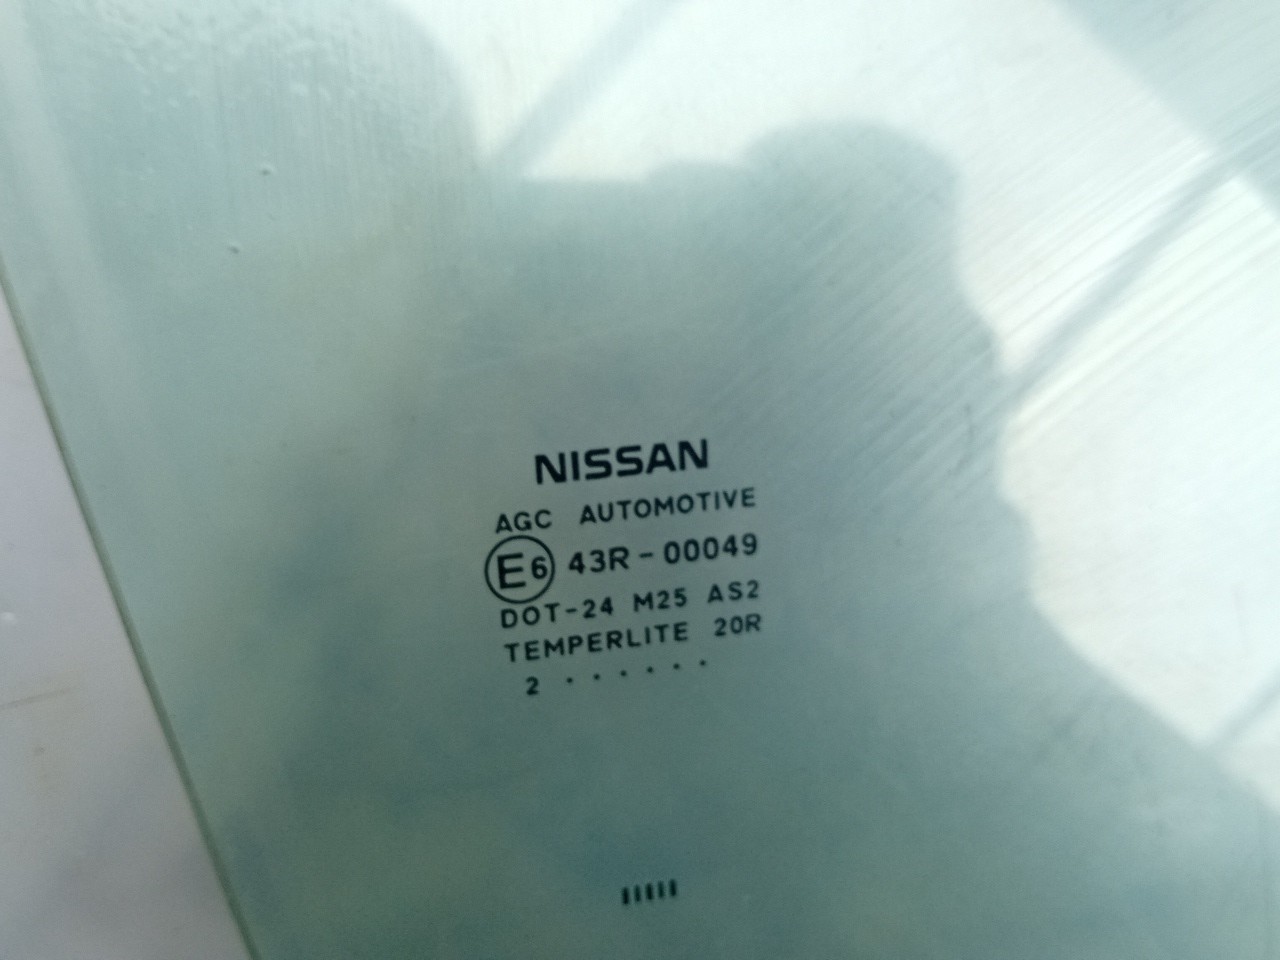 NISSAN
AGC AUTOMOTIVE
E6 43R-00049
DOT-24 M25 AS2
TEMPERLITE 20R
2 · · · · · ·